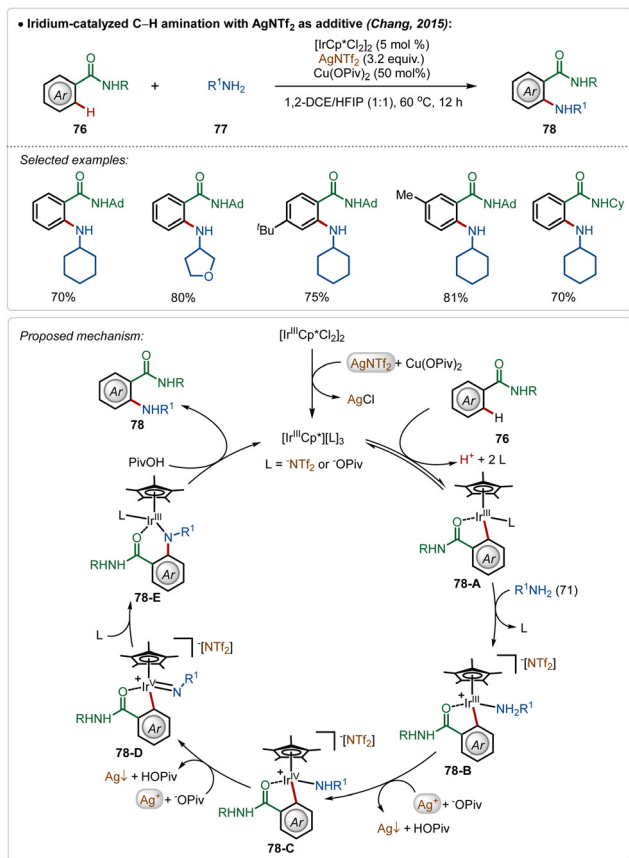 • Iridium-catalyzed C–H amination with AgNTf2 as additive (Chang, 2015):
O
NHR
Ar
H
76
+
R1NH2
77
[IrCp*Cl2]2 (5 mol %)
AgNTf2 (3.2 equiv.)
Cu(OPiv)2 (50 mol%)
1,2-DCE/HFIP (1:1), 60 °C, 12 h
O
NHR
Ar
NHR1
78
Selected examples:
O
NHAd
NH
70%
O
NHAd
NH
O
80%
O
NHAd
tBu
NH
75%
Me
O
NHAd
NH
81%
O
NHCy
NH
70%
Proposed mechanism:
[IrIIICp*Cl2]2
AgNTf2 + Cu(OPiv)2
AgCl
[IrIIICp*][L]3
L = -NTf2 or -OPiv
O
NHR
Ar
H
76
H+ + 2 L
IrIII
L
O
RHN
Ar
78-A
R1NH2 (71)
L
-[NTf2]
+
IrIII
NH2R1
O
RHN
Ar
78-B
Ag+ + -OPiv
Ag↓ + HOPiv
-[NTf2]
+
IrIV
NHR1
O
RHN
Ar
78-C
Ag↓ + HOPiv
Ag+ + -OPiv
-[NTf2]
+
IrV
N
R1
O
RHN
Ar
78-D
L
L
IrIII
N
R1
O
RHN
Ar
78-E
PivOH
O
NHR
Ar
NHR1
78